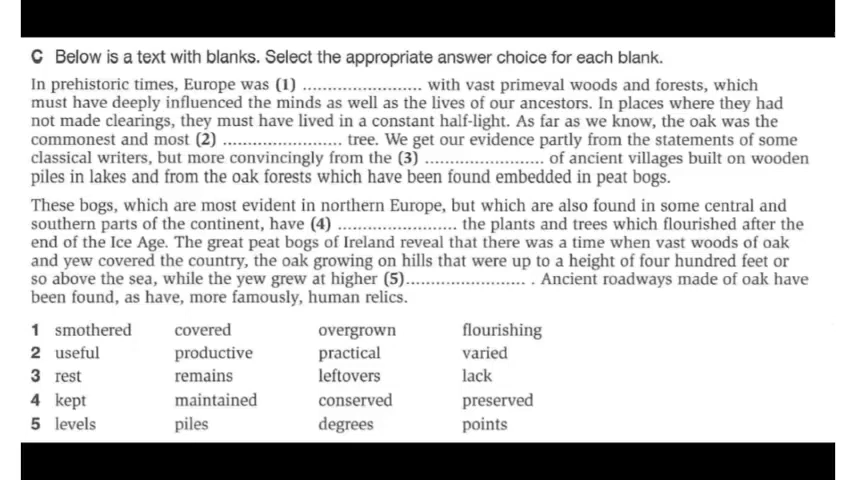 C Below is a text with blanks. Select the appropriate answer choice for each blank.
In prehistoric times, Europe was (1) ........................ with vast primeval woods and forests, which
must have deeply influenced the minds as well as the lives of our ancestors. In places where they had
not made clearings, they must have lived in a constant half-light. As far as we know, the oak was the
commonest and most (2) ........................ tree. We get our evidence partly from the statements of some
classical writers, but more convincingly from the (3) ........................ of ancient villages built on wooden
piles in lakes and from the oak forests which have been found embedded in peat bogs.
These bogs, which are most evident in northern Europe, but which are also found in some central and
southern parts of the continent, have (4) ........................ the plants and trees which flourished after the
end of the Ice Age. The great peat bogs of Ireland reveal that there was a time when vast woods of oak
and yew covered the country, the oak growing on hills that were up to a height of four hundred feet or
so above the sea, while the yew grew at higher (5)........................ . Ancient roadways made of oak have
been found, as have, more famously, human relics.
1 smothered covered overgrown flourishing
2 useful productive practical varied
3 rest remains leftovers lack
4 kept maintained conserved preserved
5 levels piles degrees points